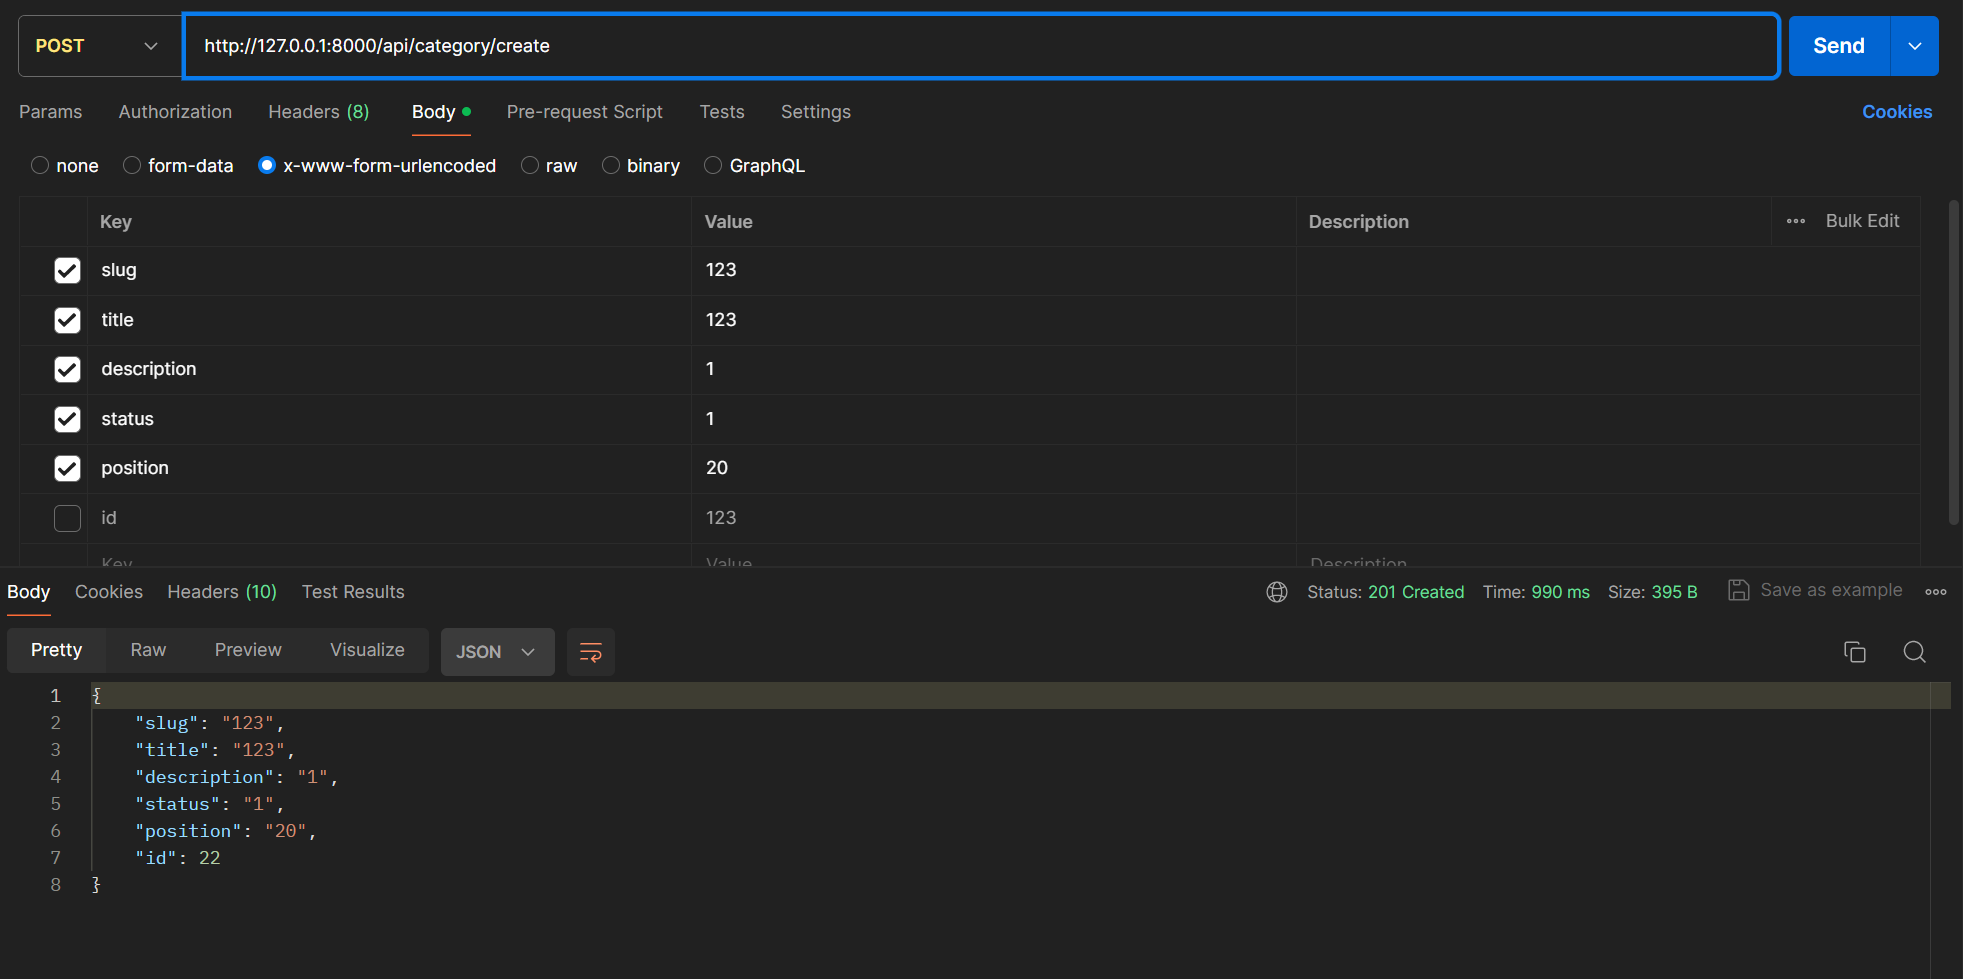 POST http://127.0.0.1:8000/api/category/create Send
Params Authorization Headers (8) Body Pre-request Script Tests Settings Cookies
none form-data x-www-form-urlencoded raw binary GraphQL
Key Value Description Bulk Edit
slug 123
title 123
description 1
status 1
position 20
id 123
Key Value Description
Body Cookies Headers (10) Test Results Status: 201 Created Time: 990 ms Size: 395 B Save as example
Pretty Raw Preview Visualize JSON
1 {
2 "slug": "123",
3 "title": "123",
4 "description": "1",
5 "status": "1",
6 "position": "20",
7 "id": 22
8 }